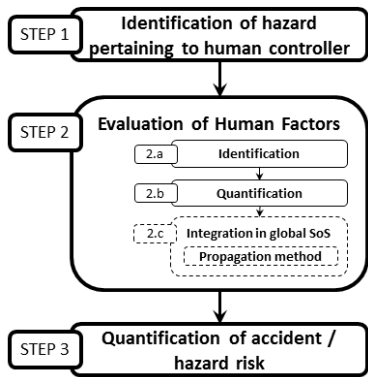 STEP 1
Identification of hazard
pertaining to human controller
STEP 2
Evaluation of Human Factors
2.a
Identification
2.b
Quantification
2.c
Integration in global SoS
Propagation method
STEP 3
Quantification of accident /
hazard risk